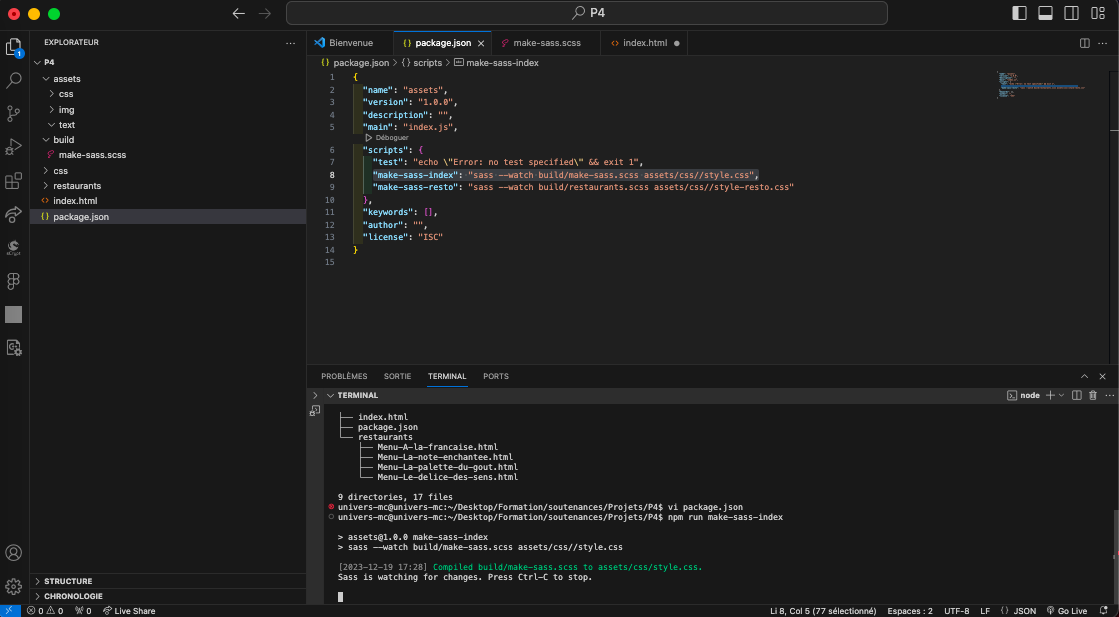 P4
EXPLORATEUR
P4
assets
css
img
text
build
make-sass.scss
css
restaurants
index.html
{} package.json
STRUCTURE
CHRONOLOGIE
Bienvenue
{} package.json
make-sass.scss
<> index.html
{} package.json > {} scripts > make-sass-index
1 {
2 "name": "assets",
3 "version": "1.0.0",
4 "description": "",
5 "main": "index.js",
Déboguer
6 "scripts": {
7 "test": "echo \"Error: no test specified\" && exit 1",
8 "make-sass-index": "sass --watch build/make-sass.scss assets/css//style.css",
9 "make-sass-resto": "sass --watch build/restaurants.scss assets/css//style-resto.css"
10 },
11 "keywords": [],
12 "author": "",
13 "license": "ISC"
14 }
15
PROBLÈMES SORTIE TERMINAL PORTS
TERMINAL
node
├── index.html
├── package.json
└── restaurants
├── Menu-A-la-francaise.html
├── Menu-La-note-enchantee.html
├── Menu-La-palette-du-gout.html
└── Menu-Le-delice-des-sens.html
9 directories, 17 files
univers-mc@univers-mc:~/Desktop/Formation/soutenances/Projets/P4$ vi package.json
univers-mc@univers-mc:~/Desktop/Formation/soutenances/Projets/P4$ npm run make-sass-index
> assets@1.0.0 make-sass-index
> sass --watch build/make-sass.scss assets/css//style.css
[2023-12-19 17:28] Compiled build/make-sass.scss to assets/css/style.css.
Sass is watching for changes. Press Ctrl-C to stop.
0 0 0 Live Share
Li 8, Col 5 (77 sélectionné) Espaces : 2 UTF-8 LF {} JSON Go Live